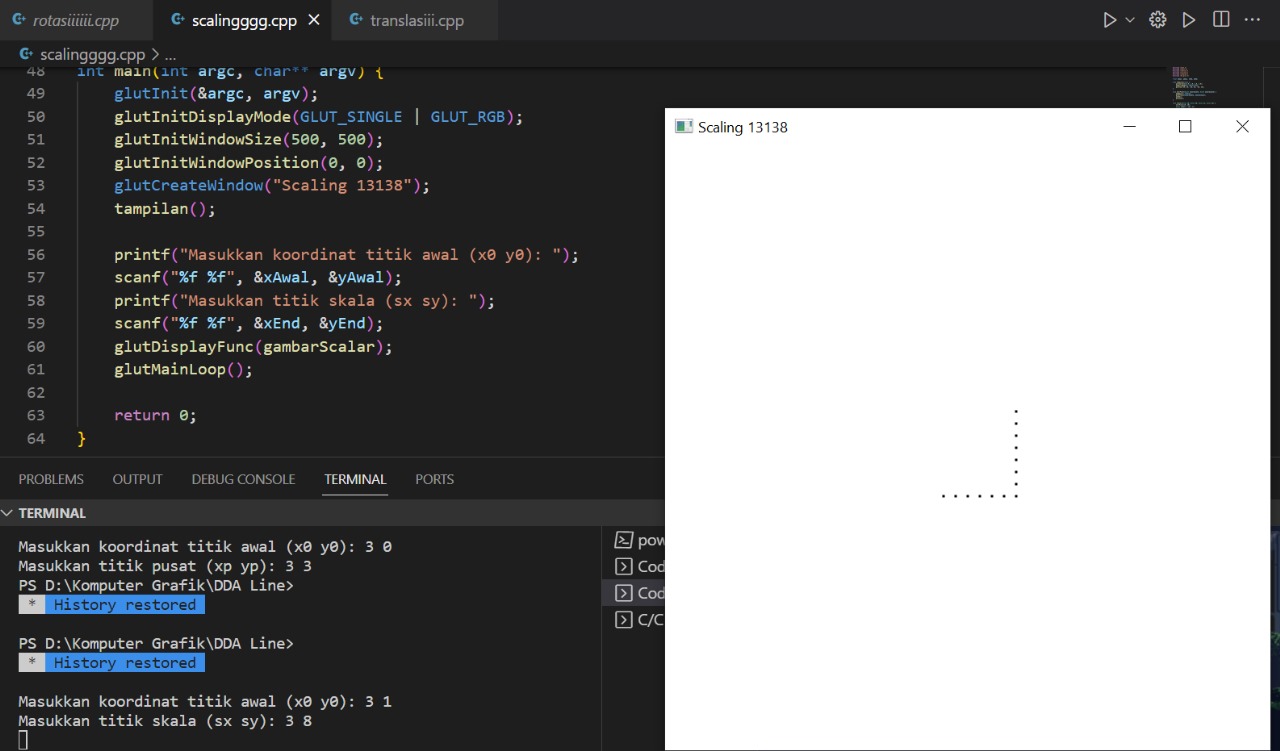 rotasiiiiii.cpp
scalingggg.cpp
translasiii.cpp
scalingggg.cpp > ...
48 int main(int argc, char** argv) {
49 glutInit(&argc, argv);
50 glutInitDisplayMode(GLUT_SINGLE | GLUT_RGB);
51 glutInitWindowSize(500, 500);
52 glutInitWindowPosition(0, 0);
53 glutCreateWindow("Scaling 13138");
54 tampilan();
55
56 printf("Masukkan koordinat titik awal (x0 y0): ");
57 scanf("%f %f", &xAwal, &yAwal);
58 printf("Masukkan titik skala (sx sy): ");
59 scanf("%f %f", &xEnd, &yEnd);
60 glutDisplayFunc(gambarScalar);
61 glutMainLoop();
62
63 return 0;
64 }
Scaling 13138
PROBLEMS OUTPUT DEBUG CONSOLE TERMINAL PORTS
TERMINAL
Masukkan koordinat titik awal (x0 y0): 3 0
Masukkan titik pusat (xp yp): 3 3
PS D:\Komputer Grafik\DDA Line>
* History restored
PS D:\Komputer Grafik\DDA Line>
* History restored
Masukkan koordinat titik awal (x0 y0): 3 1
Masukkan titik skala (sx sy): 3 8
pow
Cod
Cod
C/C